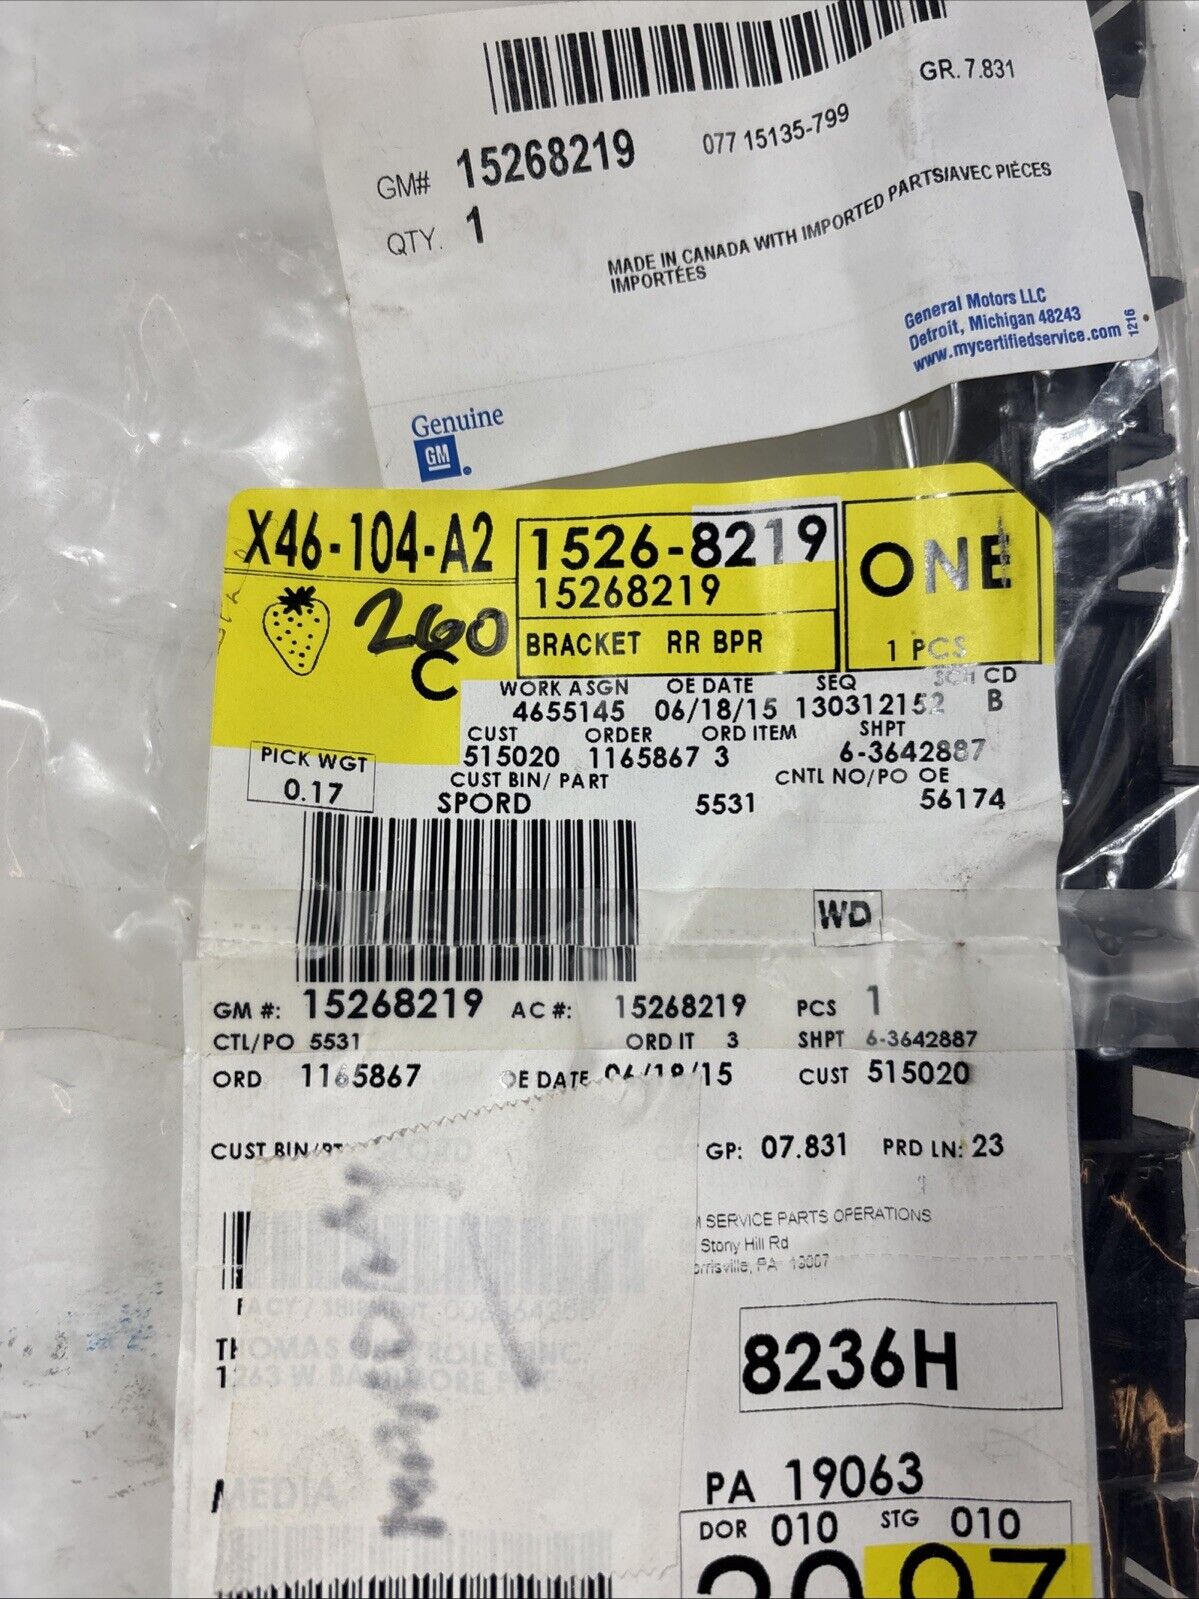 GR. 7.831
GM# 15268219 077 15135-799
QTY. 1
MADE IN CANADA WITH IMPORTED PARTS/AVEC PIÈCES
IMPORTÉES
General Motors LLC
Detroit, Michigan 48243
www.mycertifiedservice.com
1216
Genuine
GM
X46-104-A2 1526-8219 ONE
15268219
260
C
BRACKET RR BPR 1 PCS
WORK ASGN OE DATE SEQ SCH CD
4655145 06/18/15 130312152 B
CUST ORDER ORD ITEM SHPT
515020 1165867 3 6-3642887
PICK WGT
0.17
CUST BIN/ PART CNTL NO/PO OE
SPORD 5531 56174
WD
GM #: 15268219 AC #: 15268219 PCS 1
CTL/PO 5531 ORD IT 3 SHPT 6-3642887
ORD 1165867 OE DATE 06/18/15 CUST 515020
CUST BIN/PT GP: 07.831 PRD LN: 23
SERVICE PARTS OPERATIONS
Stony Hill Rd
PA 8236H
MEDIA
PA 19063
DOR 010 STG 010